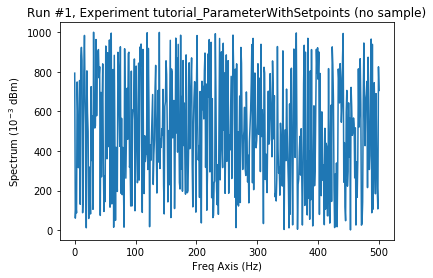 Run #1, Experiment tutorial_ParameterWithSetpoints (no sample)
Spectrum (10⁻³ dBm)
1000
800
600
400
200
0
0 100 200 300 400 500
Freq Axis (Hz)